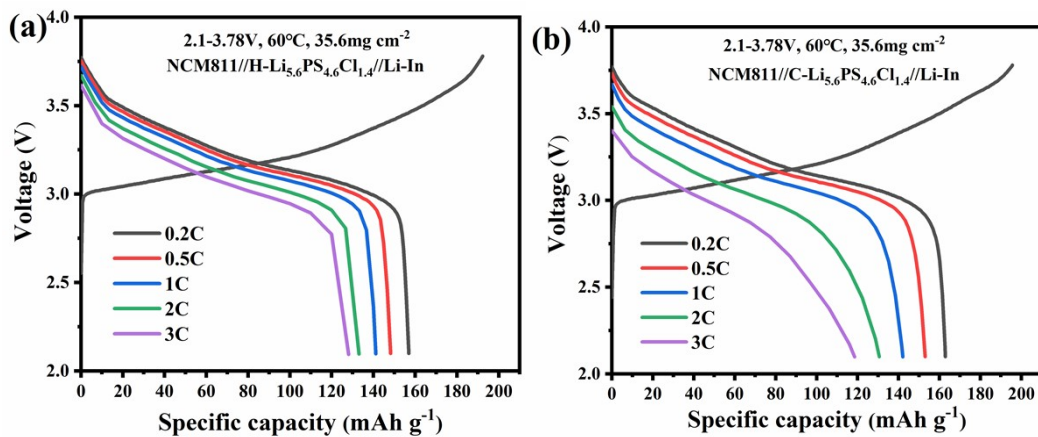 (a)
2.1-3.78V, 60°C, 35.6mg cm⁻²
NCM811//H-Li₅.₆PS₄.₆Cl₁.₄//Li-In
Voltage (V)
4.0
3.5
3.0
2.5
2.0
0.2C
0.5C
1C
2C
3C
0 20 40 60 80 100 120 140 160 180 200
Specific capacity (mAh g⁻¹)
(b)
2.1-3.78V, 60°C, 35.6mg cm⁻²
NCM811//C-Li₅.₆PS₄.₆Cl₁.₄//Li-In
Voltage (V)
4.0
3.5
3.0
2.5
2.0
0.2C
0.5C
1C
2C
3C
0 20 40 60 80 100 120 140 160 180 200
Specific capacity (mAh g⁻¹)